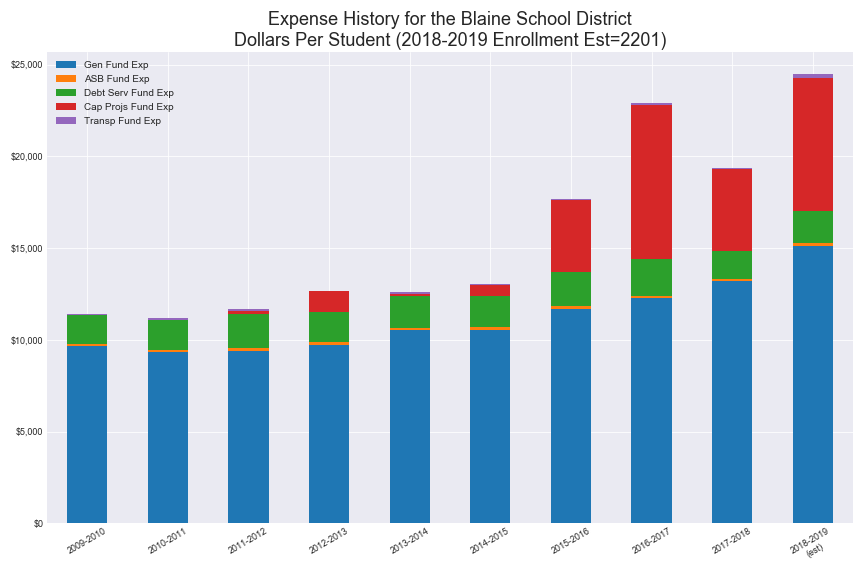 Expense History for the Blaine School District
Dollars Per Student (2018-2019 Enrollment Est=2201)
Gen Fund Exp
ASB Fund Exp
Debt Serv Fund Exp
Cap Projs Fund Exp
Transp Fund Exp
$25,000
$20,000
$15,000
$10,000
$5,000
$0
2009-2010
2010-2011
2011-2012
2012-2013
2013-2014
2014-2015
2015-2016
2016-2017
2017-2018
2018-2019
(est)